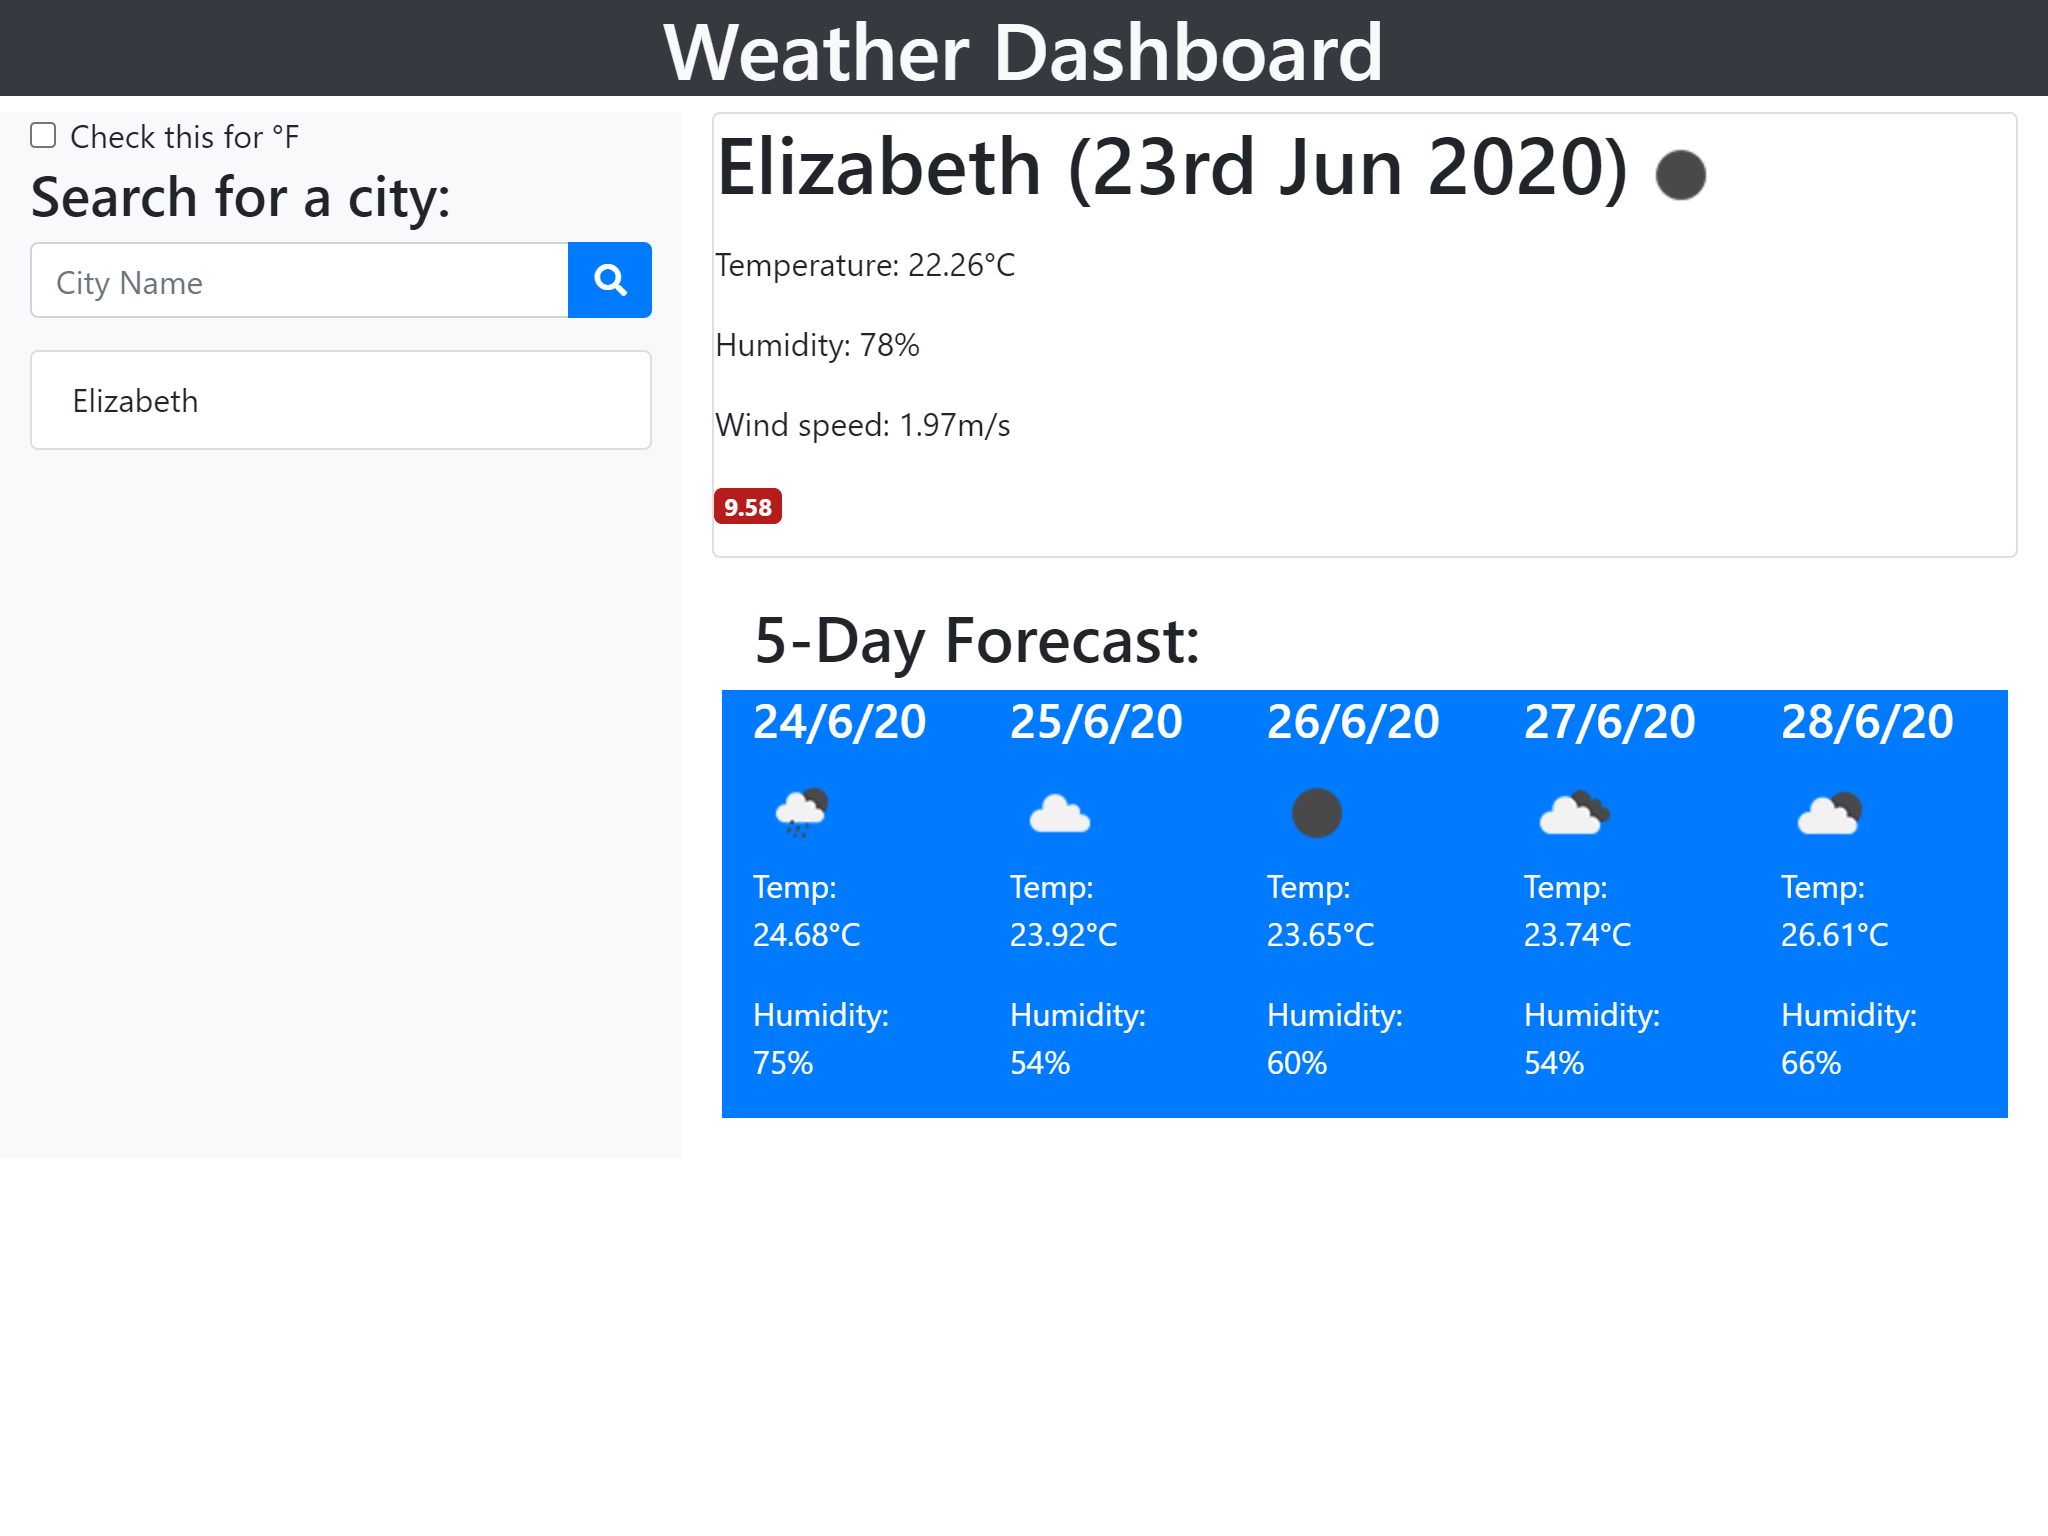 Weather Dashboard
Check this for °F
Search for a city:
City Name
Elizabeth
Elizabeth (23rd Jun 2020)
Temperature: 22.26°C
Humidity: 78%
Wind speed: 1.97m/s
9.58
5-Day Forecast:
24/6/20
Temp:
24.68°C
Humidity:
75%
25/6/20
Temp:
23.92°C
Humidity:
54%
26/6/20
Temp:
23.65°C
Humidity:
60%
27/6/20
Temp:
23.74°C
Humidity:
54%
28/6/20
Temp:
26.61°C
Humidity:
66%